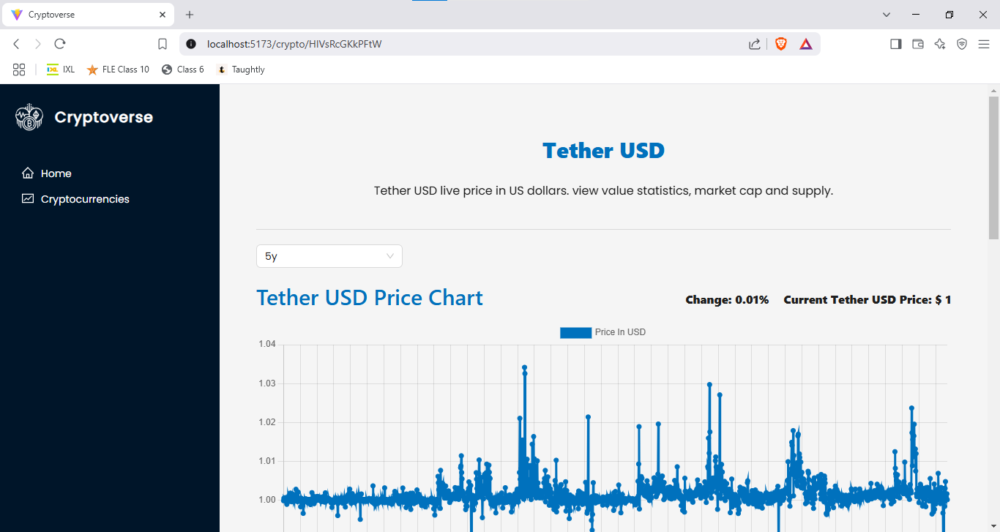 Cryptoverse
localhost:5173/crypto/HIVsRcGKkPFtW
IXL IXL FLE Class 10 Class 6 t Taughtly
Cryptoverse
Home
Cryptocurrencies
Tether USD
Tether USD live price in US dollars. view value statistics, market cap and supply.
5y
Tether USD Price Chart
Change: 0.01% Current Tether USD Price: $ 1
Price In USD
1.04
1.03
1.02
1.01
1.00